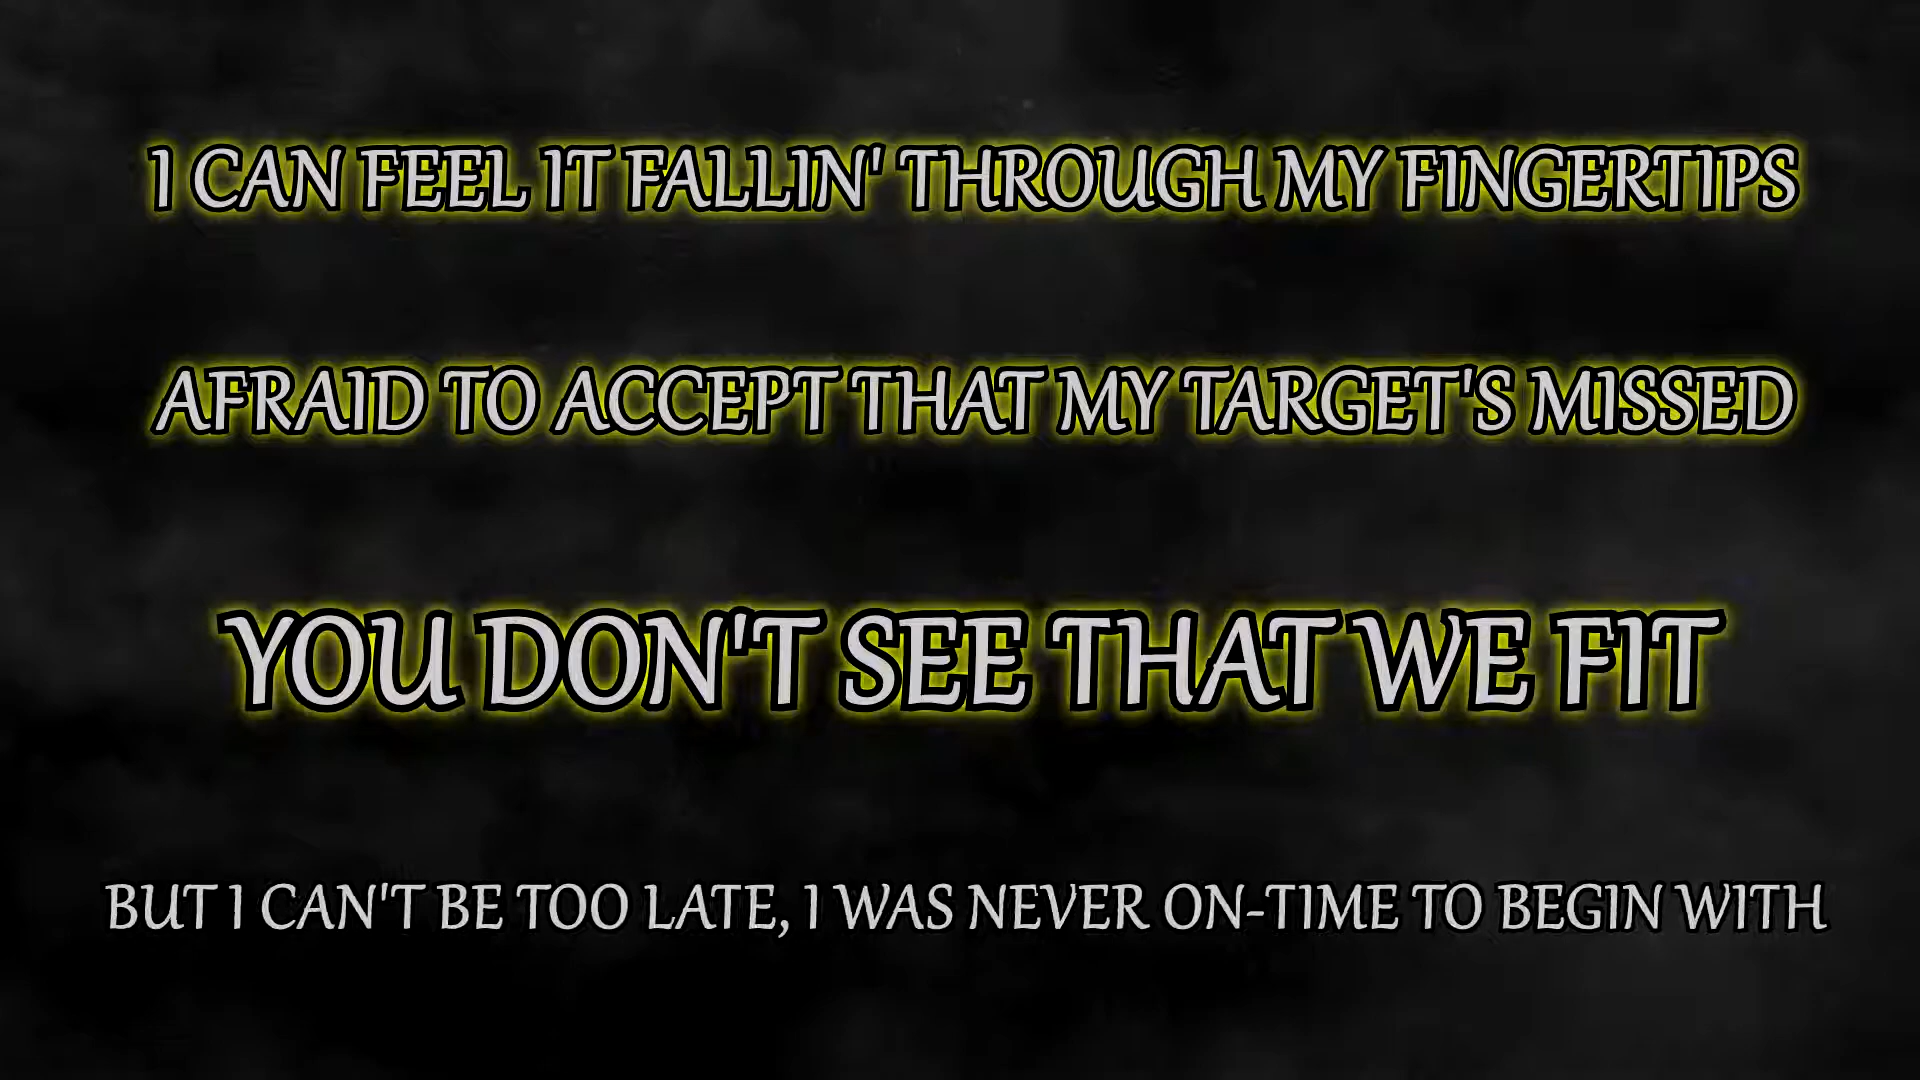 I CAN FEEL IT FALLIN' THROUGH MY FINGERTIPS
AFRAID TO ACCEPT THAT MY TARGET'S MISSED
YOU DON'T SEE THAT WE FIT
BUT I CAN'T BE TOO LATE, I WAS NEVER ON-TIME TO BEGIN WITH